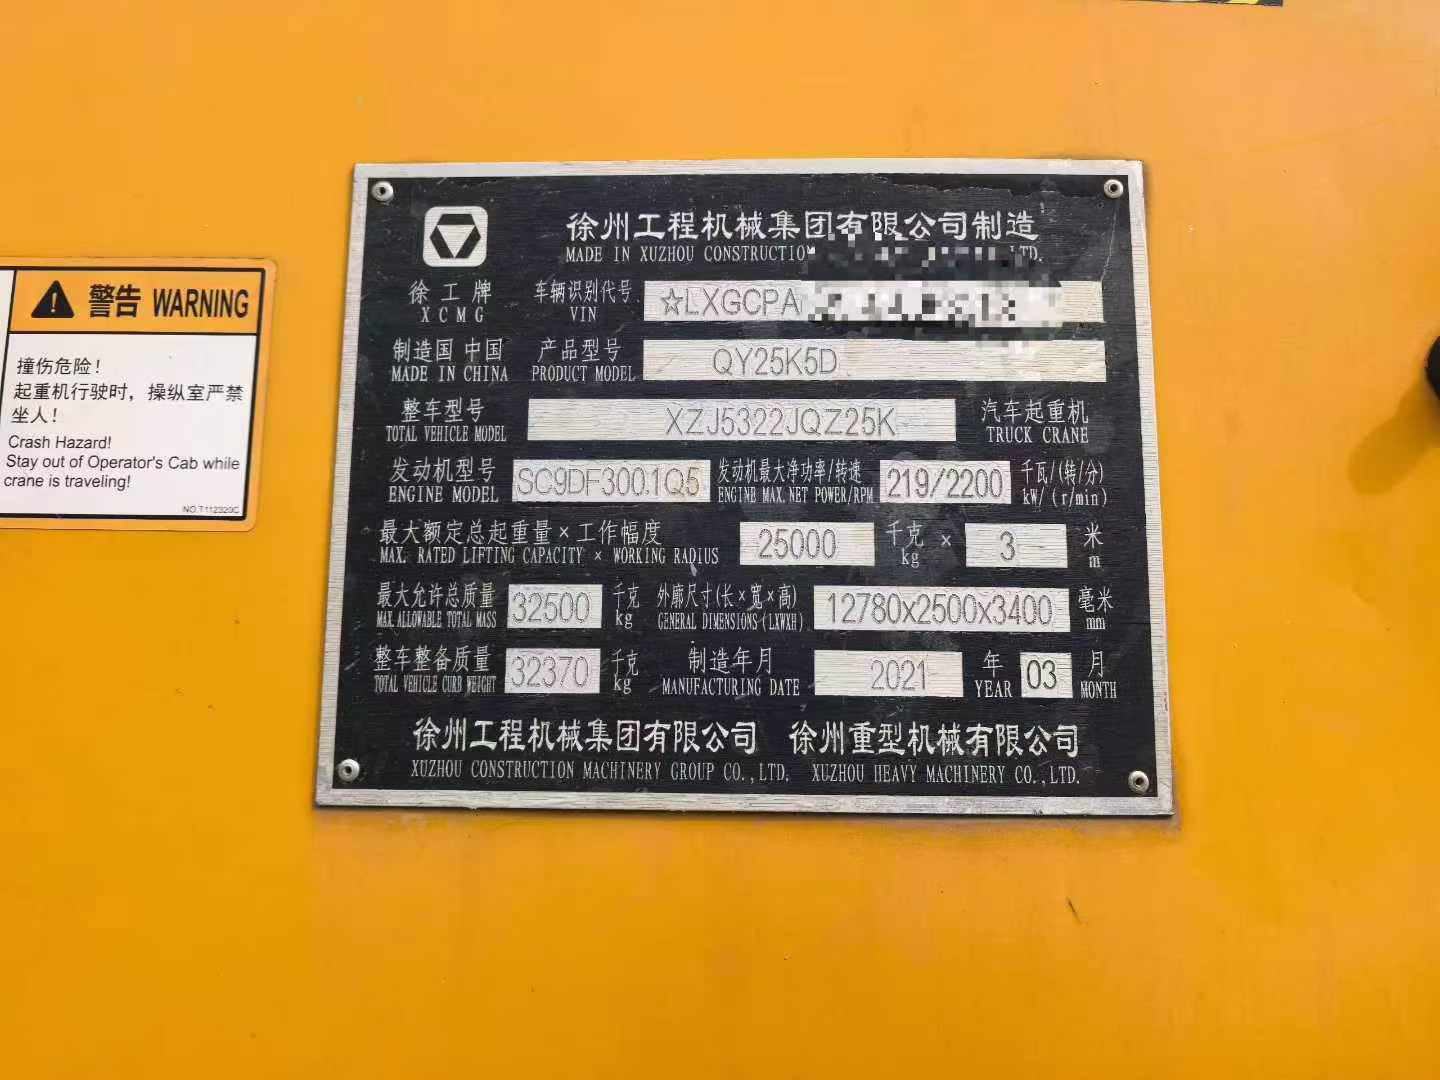 警告 WARNING
撞伤危险！
起重机行驶时，操纵室严禁
坐人！
Crash Hazard!
Stay out of Operator's Cab while
crane is traveling!
NO.T112320C
徐州工程机械集团有限公司制造
MADE IN XUZHOU CONSTRUCTION LTD.
徐工牌 车辆识别代号 ☆LXGCPA
XCMG VIN
制造国 中国 产品型号 QY25K5D
MADE IN CHINA PRODUCT MODEL
整车型号 XZJ5322JQZ25K 汽车起重机
TOTAL VEHICLE MODEL TRUCK CRANE
发动机型号 SC9DF300.1Q5 发动机最大净功率/转速 219/2200 千瓦/(转/分)
ENGINE MODEL ENGINE MAX. NET POWER/RPM kW/(r/min)
最大额定总起重量×工作幅度 25000 千克 × 3 米
MAX. RATED LIFTING CAPACITY × WORKING RADIUS kg m
最大允许总质量 32500 千克 外廓尺寸(长×宽×高) 12780x2500x3400 毫米
MAX. ALLOWABLE TOTAL MASS kg GENERAL DIMENSIONS(LXWXH) mm
整车整备质量 32370 千克 制造年月 2021 年 03 月
TOTAL VEHICLE CURB WEIGHT kg MANUFACTURING DATE YEAR MONTH
徐州工程机械集团有限公司 徐州重型机械有限公司
XUZHOU CONSTRUCTION MACHINERY GROUP CO.,LTD. XUZHOU HEAVY MACHINERY CO.,LTD.